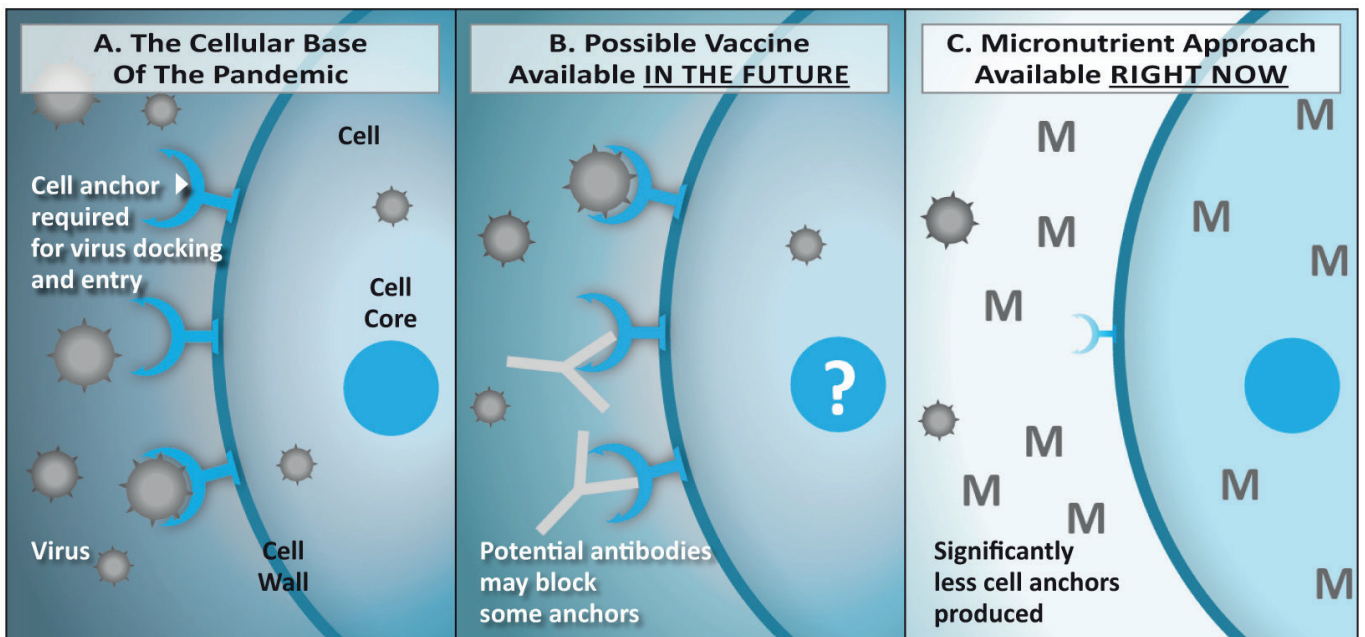 A. The Cellular Base
Of The Pandemic
Cell
Cell anchor
required
for virus docking
and entry
Cell
Core
Virus
Cell
Wall
B. Possible Vaccine
Available IN THE FUTURE
?
Potential antibodies
may block
some anchors
C. Micronutrient Approach
Available RIGHT NOW
M
M
M
M
M
M
M
M
M
M
M
Significantly
less cell anchors
produced